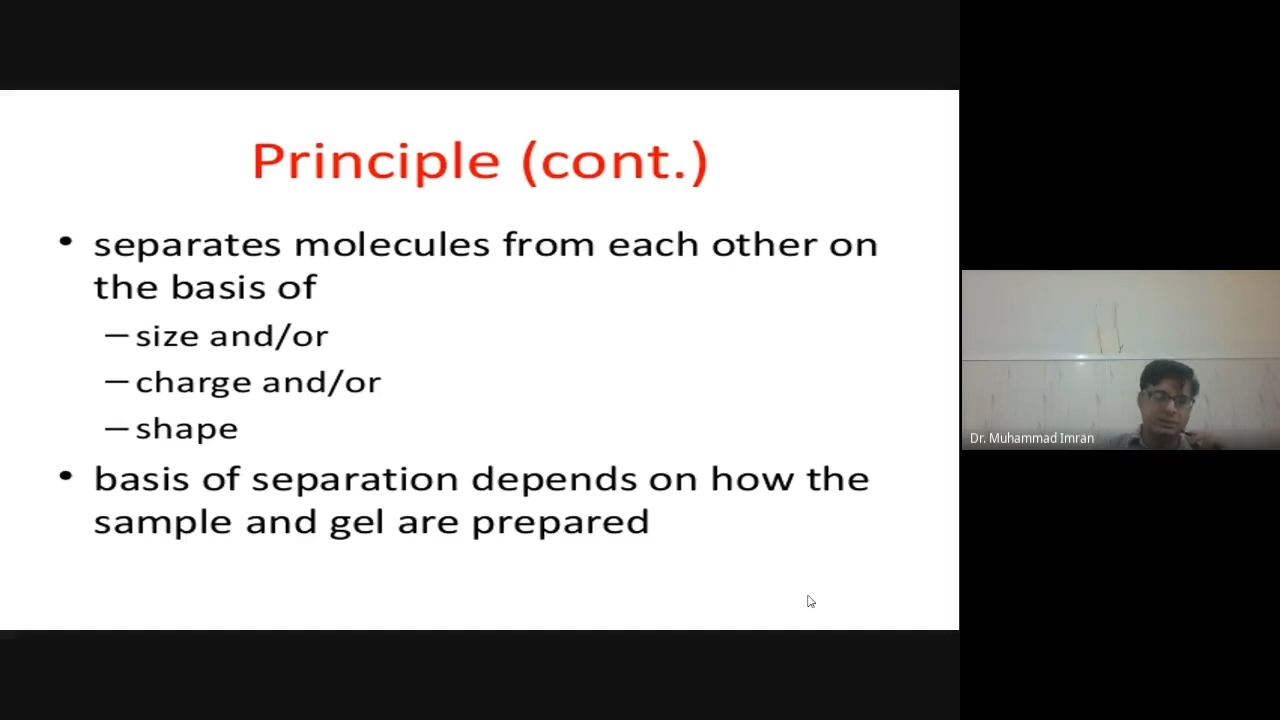 Principle (cont.)
• separates molecules from each other on
the basis of
– size and/or
– charge and/or
– shape
• basis of separation depends on how the
sample and gel are prepared
Dr. Muhammad Imran